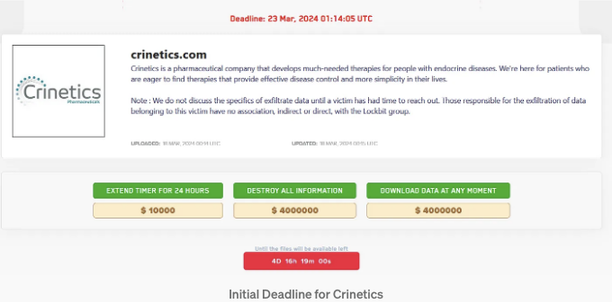 Deadline: 23 Mar, 2024 01:14:05 UTC
crinetics.com
Crinetics is a pharmaceutical company that develops much-needed therapies for people with endocrine diseases. We're here for patients who
are eager to find therapies that provide effective disease control and more simplicity in their lives.
Crinetics
Pharmaceuticals
Note : We do not discuss the specifics of exfiltrate data until a victim has had time to reach out. Those responsible for the exfiltration of data
belonging to this victim have no association, indirect or direct, with the Lockbit group.
UPLOADED: 18 MAR, 2024 UTC
UPDATED: 18 MAR, 2024 UTC
EXTEND TIMER FOR 24 HOURS
DESTROY ALL INFORMATION
DOWNLOAD DATA AT ANY MOMENT
$ 10000
$ 4000000
$ 4000000
Until the files will be available left
4D 16h 19m 00s
Initial Deadline for Crinetics